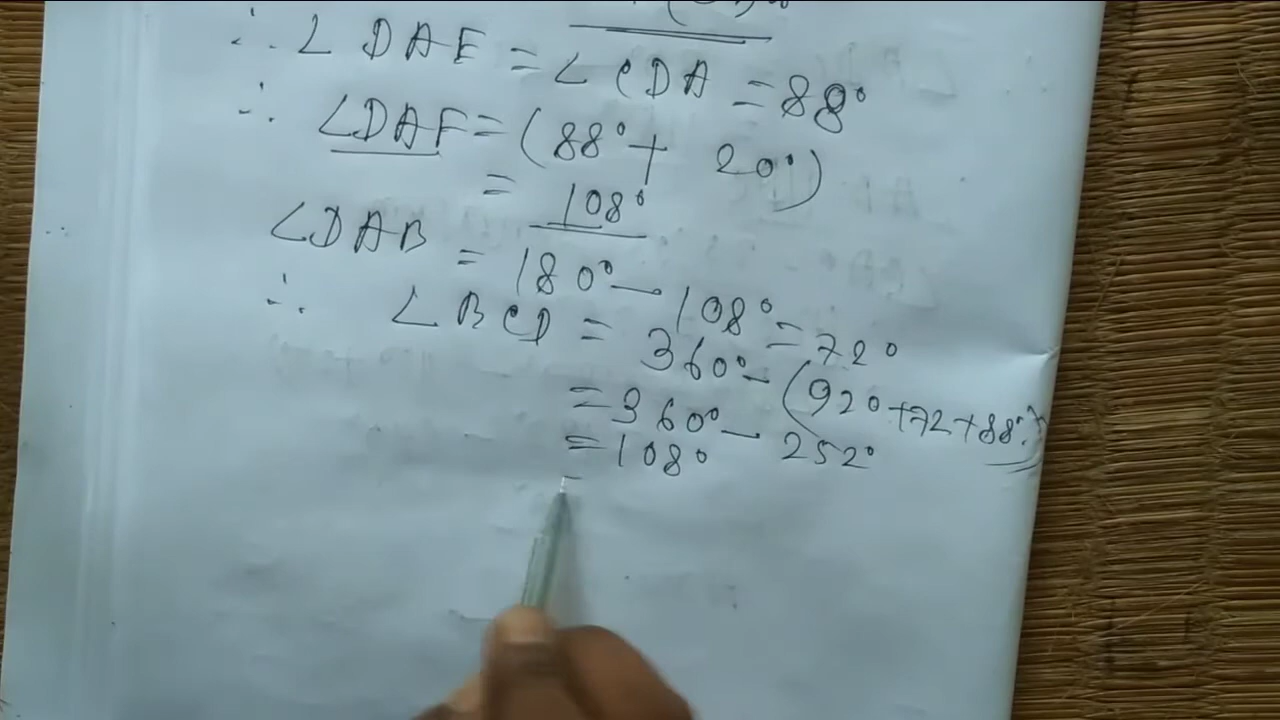 ∴ ∠DAE = ∠CDA = 88°
∴ ∠DAF = (88° + 20°)
= 108°
∠DAB = 180° - 108° = 72°
∴ ∠BCD = 360° - (92° + 72 + 88°)
= 360° - 252°
= 108°